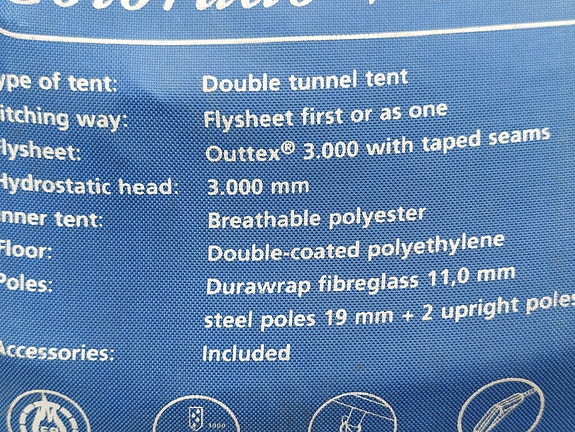 Colorado
ype of tent: Double tunnel tent
itching way: Flysheet first or as one
lysheet: Outtex® 3.000 with taped seams
Hydrostatic head: 3.000 mm
nner tent: Breathable polyester
Floor: Double-coated polyethylene
Poles: Durawrap fibreglass 11,0 mm
steel poles 19 mm + 2 upright poles
Accessories: Included